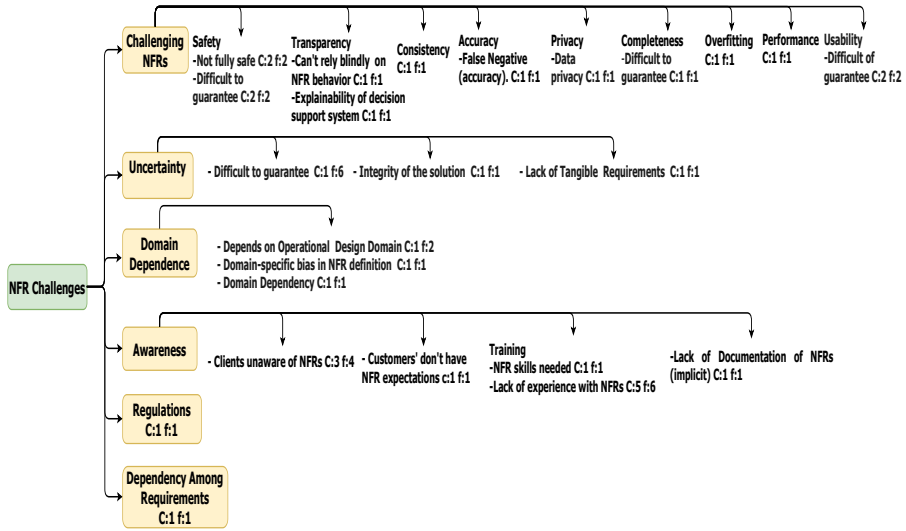 NFR Challenges
Challenging
NFRs
Safety
-Not fully safe C:2 f:2
-Difficult to
guarantee C:2 f:2
Transparency
-Can't rely blindly on
NFR behavior C:1 f:1
-Explainability of decision
support system C:1 f:1
Consistency
C:1 f:1
Accuracy
-False Negative
(accuracy). C:1 f:1
Privacy
-Data
privacy C:1 f:1
Completeness
-Difficult to
guarantee C:1 f:1
Overfitting
C:1 f:1
Performance
C:1 f:1
Usability
-Difficult of
guarantee C:2 f:2
Uncertainty
- Difficult to guarantee C:1 f:6
- Integrity of the solution C:1 f:1
- Lack of Tangible Requirements C:1 f:1
Domain
Dependence
- Depends on Operational Design Domain C:1 f:2
- Domain-specific bias in NFR definition C:1 f:1
- Domain Dependency C:1 f:1
Awareness
- Clients unaware of NFRs C:3 f:4
- Customers' don't have
NFR expectations c:1 f:1
Training
-NFR skills needed C:1 f:1
-Lack of experience with NFRs C:5 f:6
-Lack of Documentation of NFRs
(implicit) C:1 f:1
Regulations
C:1 f:1
Dependency Among
Requirements
C:1 f:1